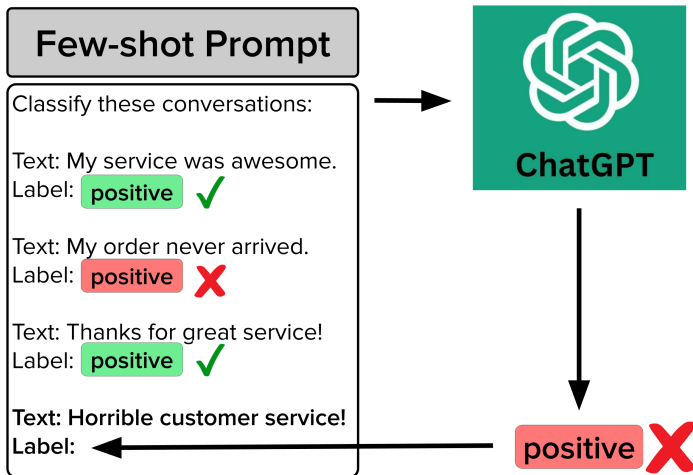 Few-shot Prompt
Classify these conversations:
Text: My service was awesome.
Label: positive
Text: My order never arrived.
Label: positive
Text: Thanks for great service!
Label: positive
Text: Horrible customer service!
Label:
ChatGPT
positive